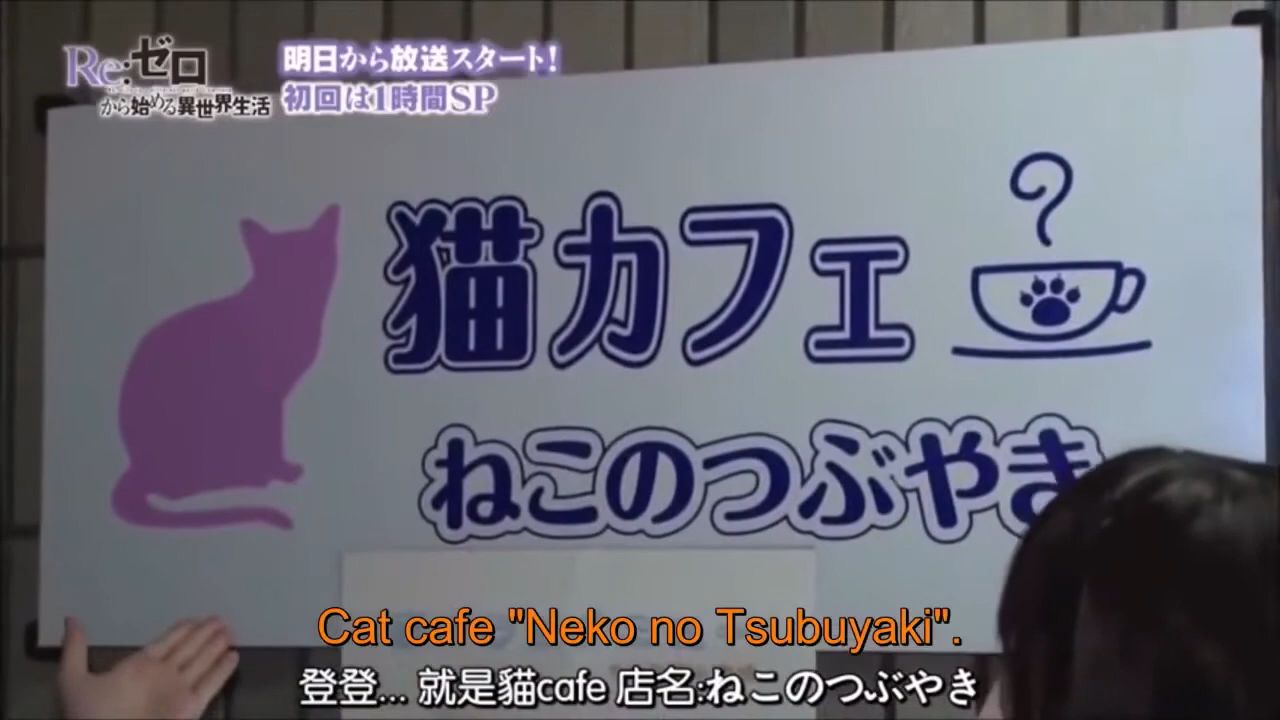 Re:ゼロ
から始める異世界生活
明日から放送スタート!
初回は1時間SP
猫カフェ
ねこのつぶやき
Cat cafe "Neko no Tsubuyaki".
登登... 就是貓cafe 店名:ねこのつぶやき